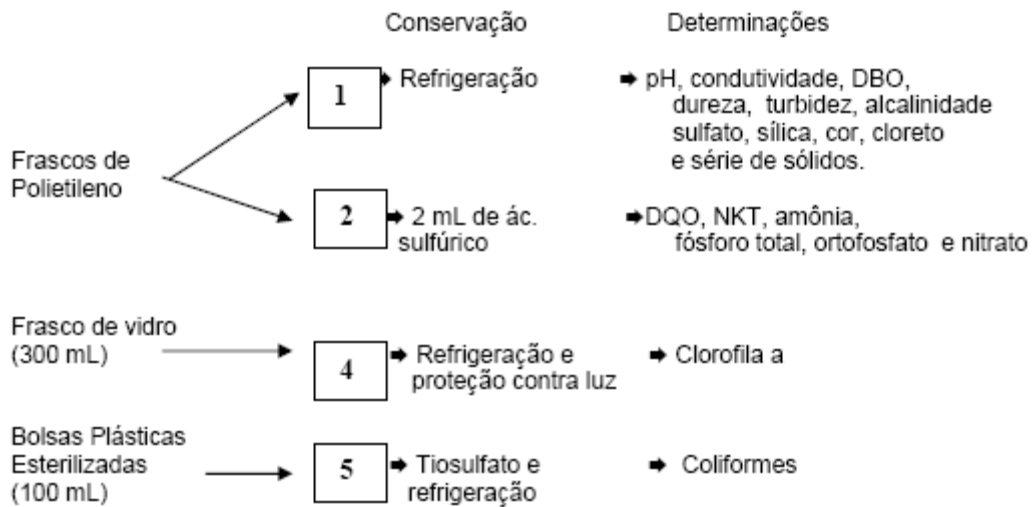 Conservação Determinações
1 Refrigeração pH, condutividade, DBO,
dureza, turbidez, alcalinidade
sulfato, sílica, cor, cloreto
e série de sólidos.
Frascos de
Polietileno
2 2 mL de ác.
sulfúrico
DQO, NKT, amônia,
fósforo total, ortofosfato e nitrato
Frasco de vidro
(300 mL)
4 Refrigeração e
proteção contra luz
Clorofila a
Bolsas Plásticas
Esterilizadas
(100 mL)
5 Tiosulfato e
refrigeração
Coliformes